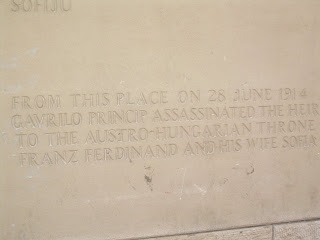 SOFIJU
FROM THIS PLACE ON 28 JUNE 1914
GAVRILO PRINCIP ASSASSINATED THE HEIR
TO THE AUSTRO-HUNGARIAN THRONE
FRANZ FERDINAND AND HIS WIFE SOFIA